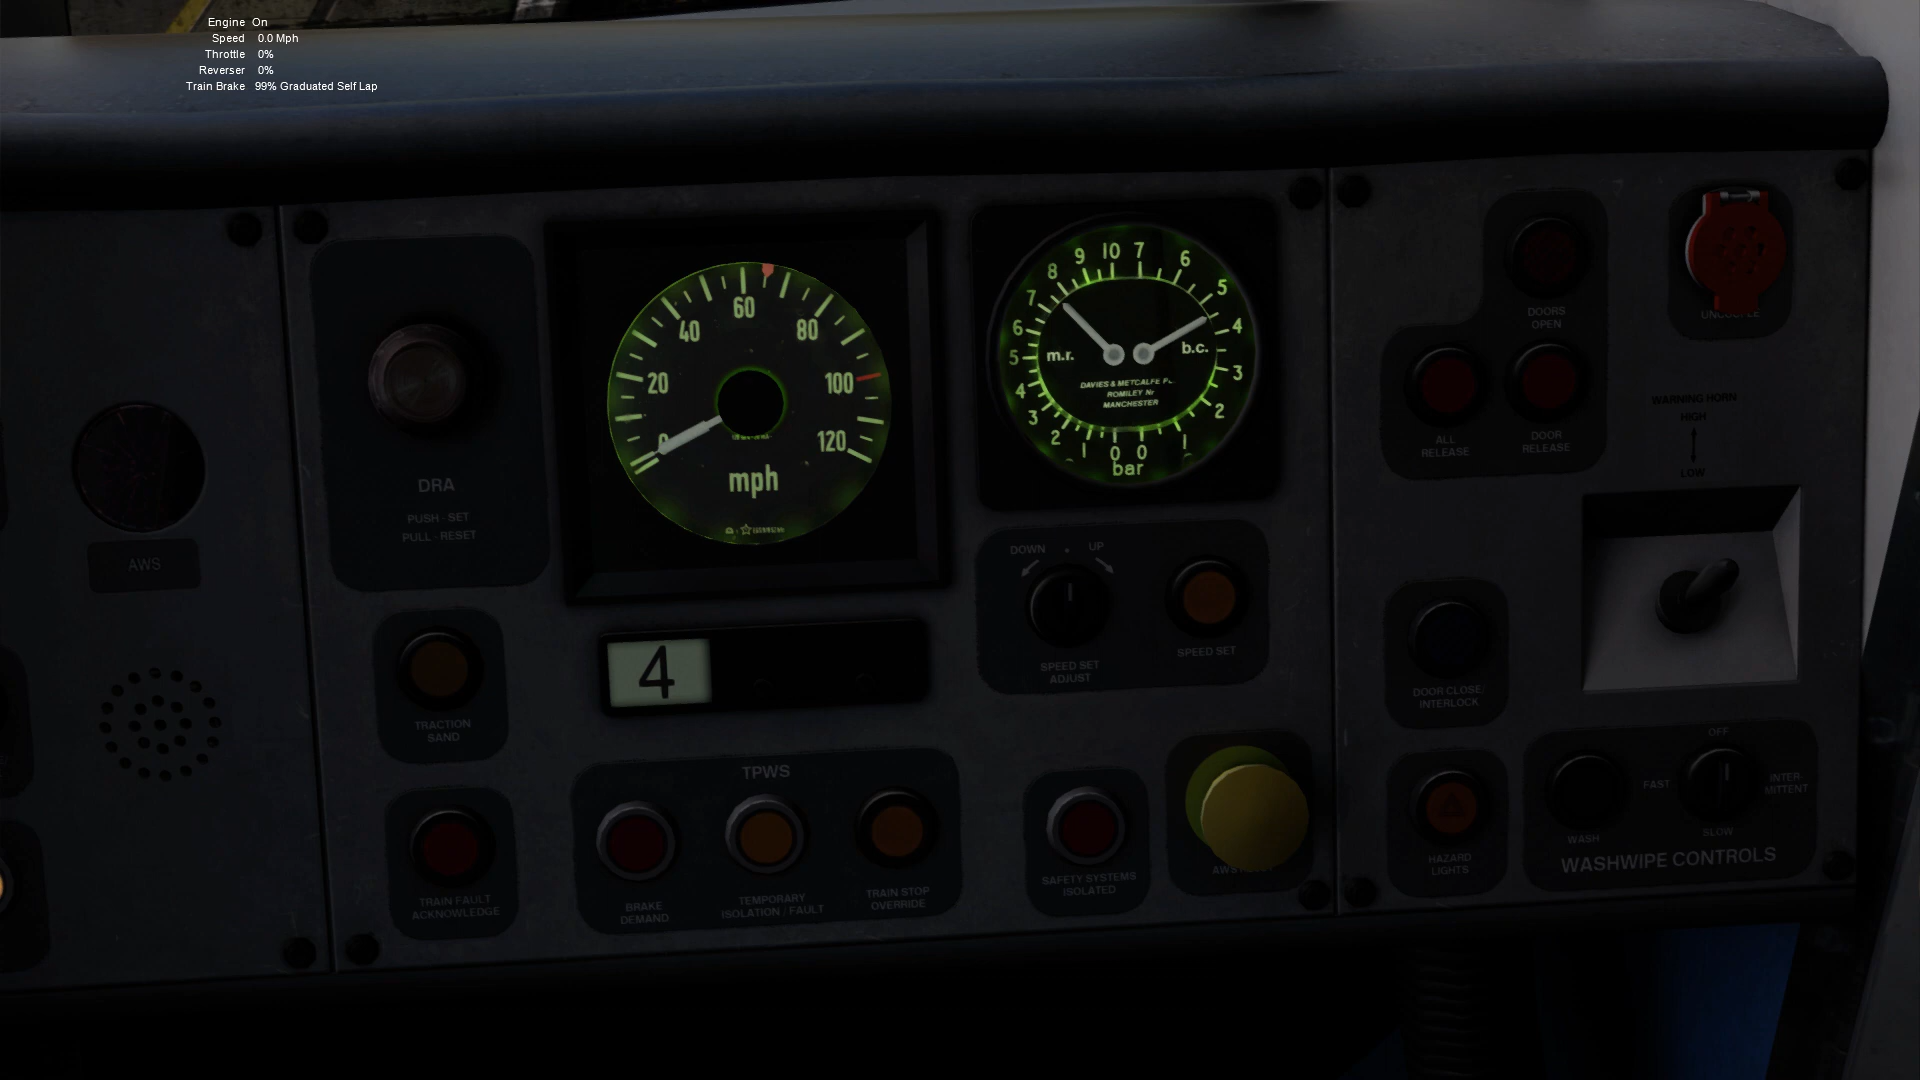 Engine On
Speed 0.0 Mph
Throttle 0%
Reverser 0%
Train Brake 99% Graduated Self Lap
AWS
DRA
PUSH - SET
PULL - RESET
0 20 40 60 80 100 120
mph
m.r.
0 1 2 3 4 5 6 7 8 9 10
b.c.
7 6 5 4 3 2 1 0
DAVIES & METCALFE
ROMILEY Nr
MANCHESTER
bar
DOORS
OPEN
ALL
RELEASE
DOOR
RELEASE
WARNING HORN
HIGH
LOW
DOWN UP
SPEED SET
ADJUST
SPEED SET
4
TRACTION
SAND
DOOR CLOSE/
INTERLOCK
TRAIN FAULT
ACKNOWLEDGE
TPWS
BRAKE
DEMAND
TEMPORARY
ISOLATION / FAULT
TRAIN STOP
OVERRIDE
SAFETY SYSTEMS
ISOLATED
HAZARD
LIGHTS
OFF
FAST
INTER-
MITTENT
WASH
SLOW
WASHWIPE CONTROLS